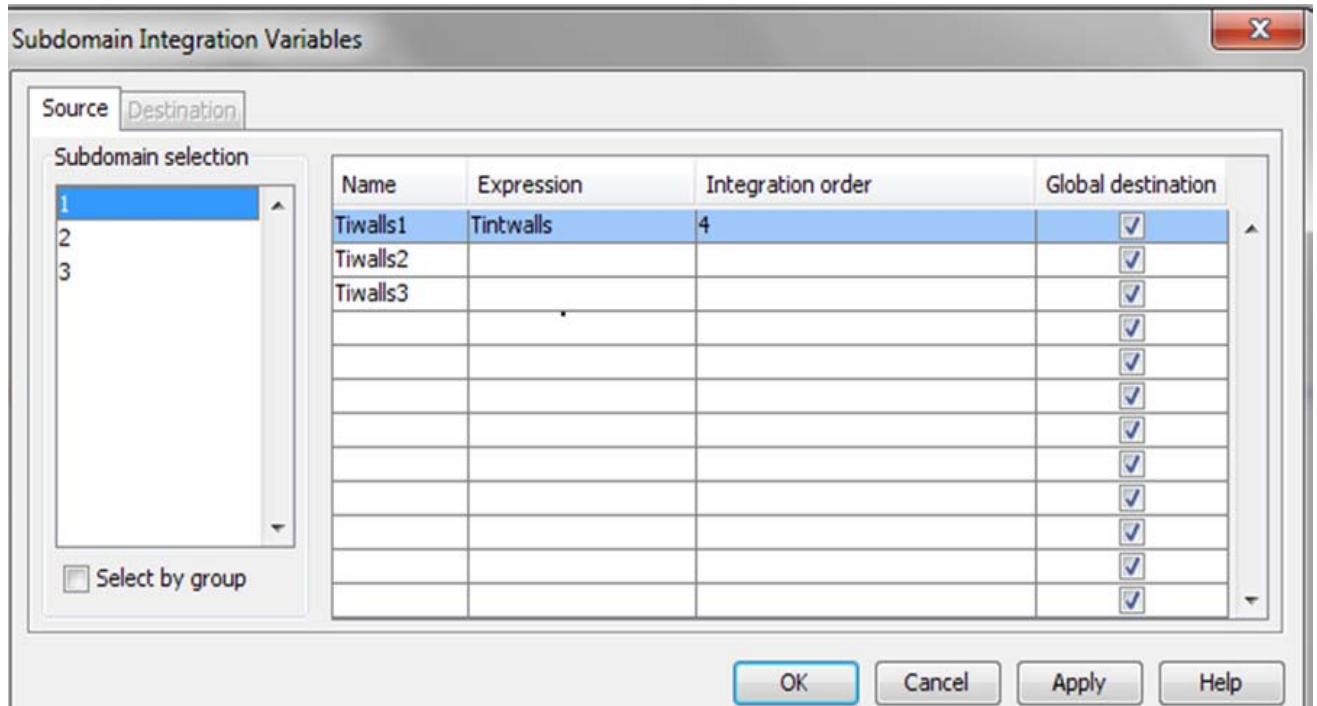 Subdomain Integration Variables
Source Destination
Subdomain selection
1
2
3
Select by group
Name Expression Integration order Global destination
Tiwalls1 Tintwalls 4
Tiwalls2
Tiwalls3
OK Cancel Apply Help